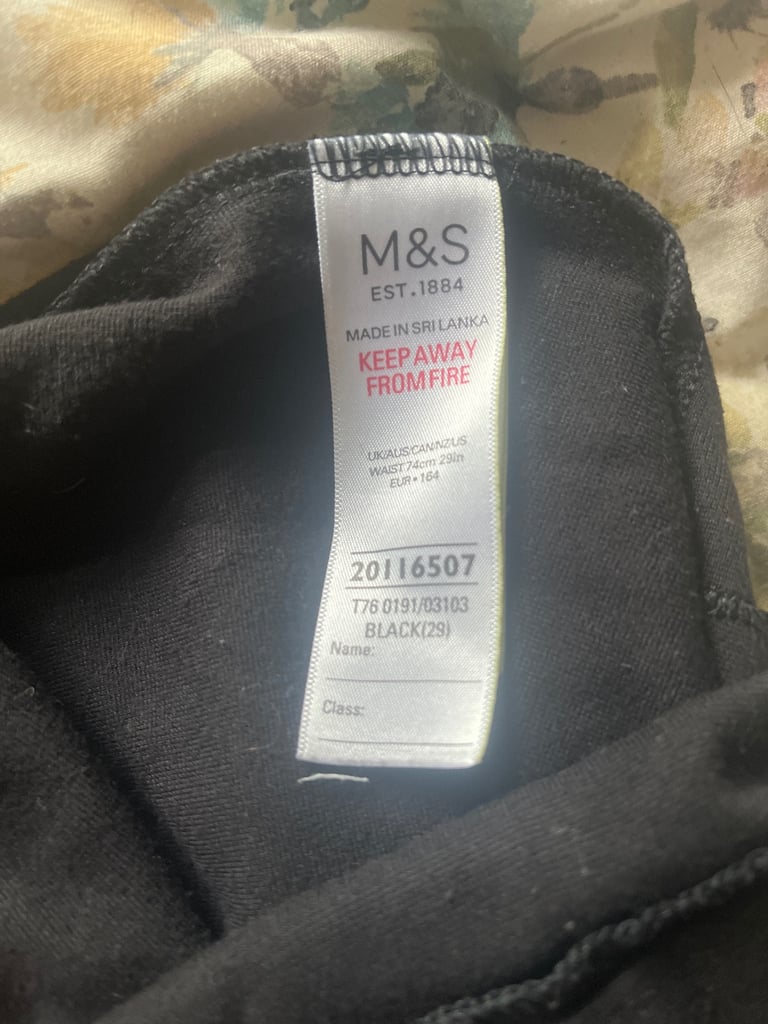 M&S
EST.1884
MADE IN SRI LANKA
KEEP AWAY
FROM FIRE
UK/AUS/CAN/NZ/US
WAIST 74cm 29in
EUR•164
20116507
T76 0191/03103
BLACK(29)
Name:
Class: